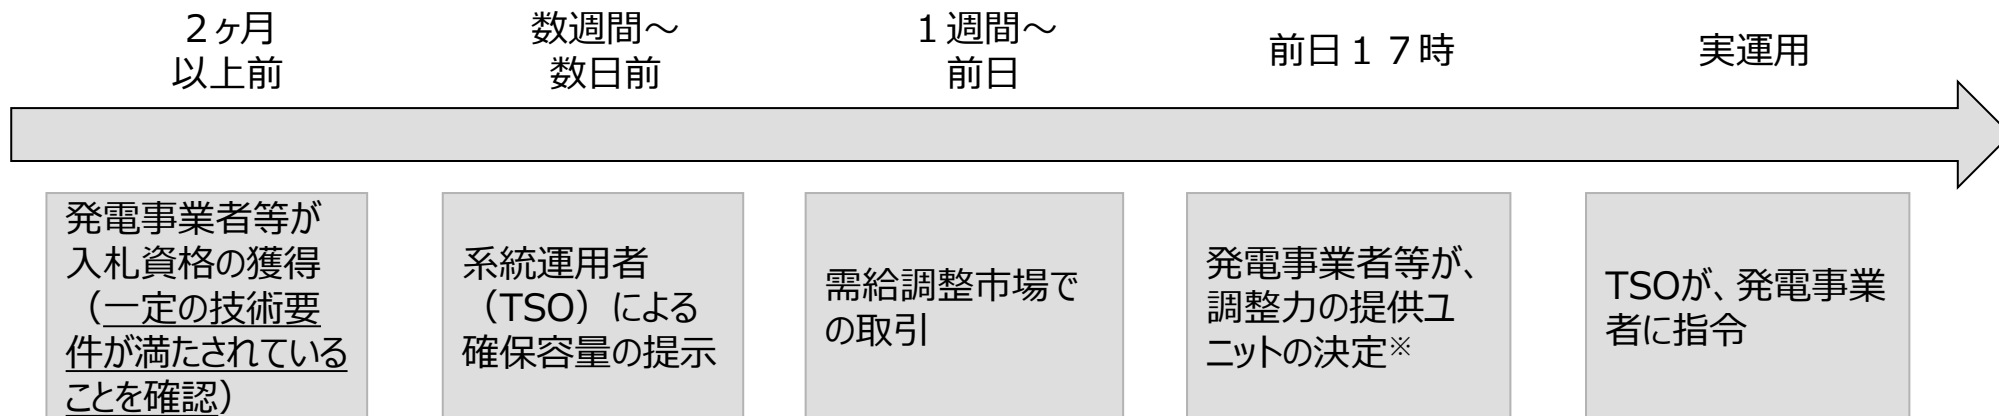 ２ヶ月
以上前
数週間～
数日前
１週間～
前日
前日１７時
実運用
発電事業者等が
入札資格の獲得
（一定の技術要
件が満たされている
ことを確認）
系統運用者
（TSO）による
確保容量の提示
需給調整市場で
の取引
発電事業者等が、
調整力の提供ユ
ニットの決定※
TSOが、発電事業
者に指令